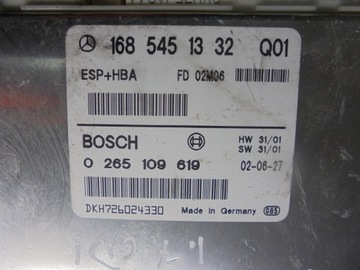 168 545 13 32 Q01
ESP+HBA FD 02M06
BOSCH HW 31/01
SW 31/01
0 265 109 619 02-06-27
DKH726024330 Made in Germany